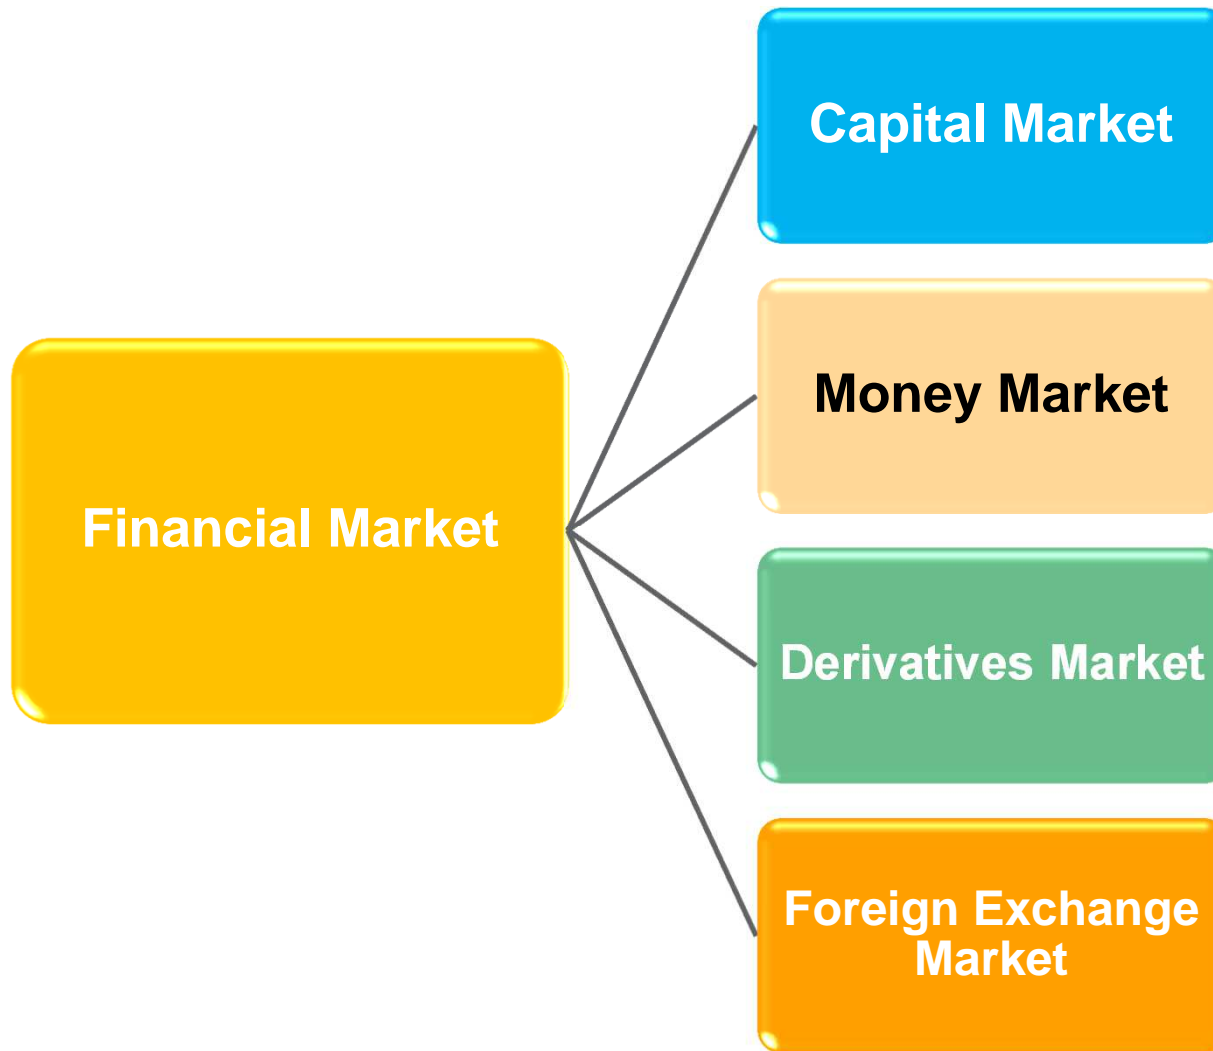 Capital Market
Money Market
Financial Market
Derivatives Market
Foreign Exchange
Market